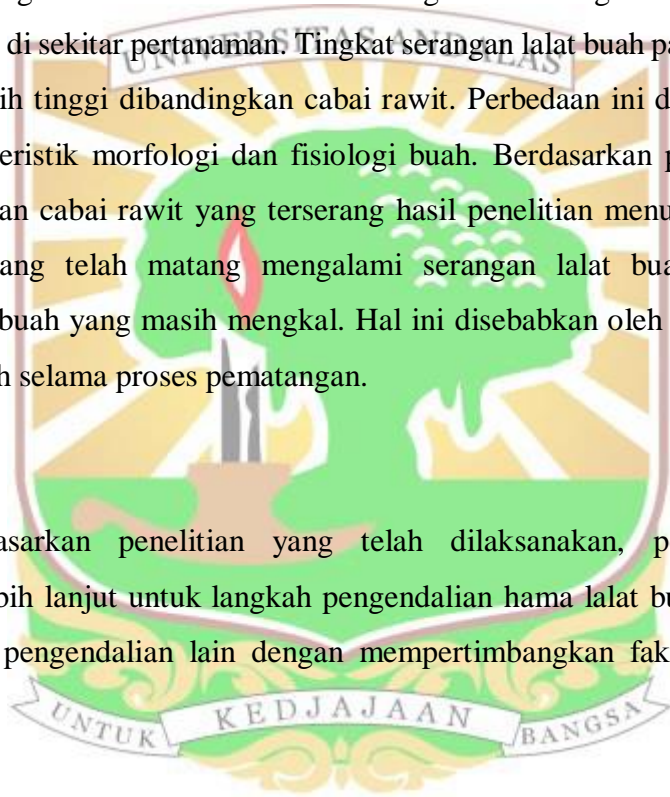 di sekitar pertanaman. Tingkat serangan lalat buah pa
UNIVERSITAS ANDALAS
ih tinggi dibandingkan cabai rawit. Perbedaan ini d
eristik morfologi dan fisiologi buah. Berdasarkan p
an cabai rawit yang terserang hasil penelitian menu
ang telah matang mengalami serangan lalat bua
buah yang masih mengkal. Hal ini disebabkan oleh
h selama proses pematangan.
asarkan penelitian yang telah dilaksanakan, p
bih lanjut untuk langkah pengendalian hama lalat bu
pengendalian lain dengan mempertimbangkan fak
UNTUK KEDJAJAAN BANGSA